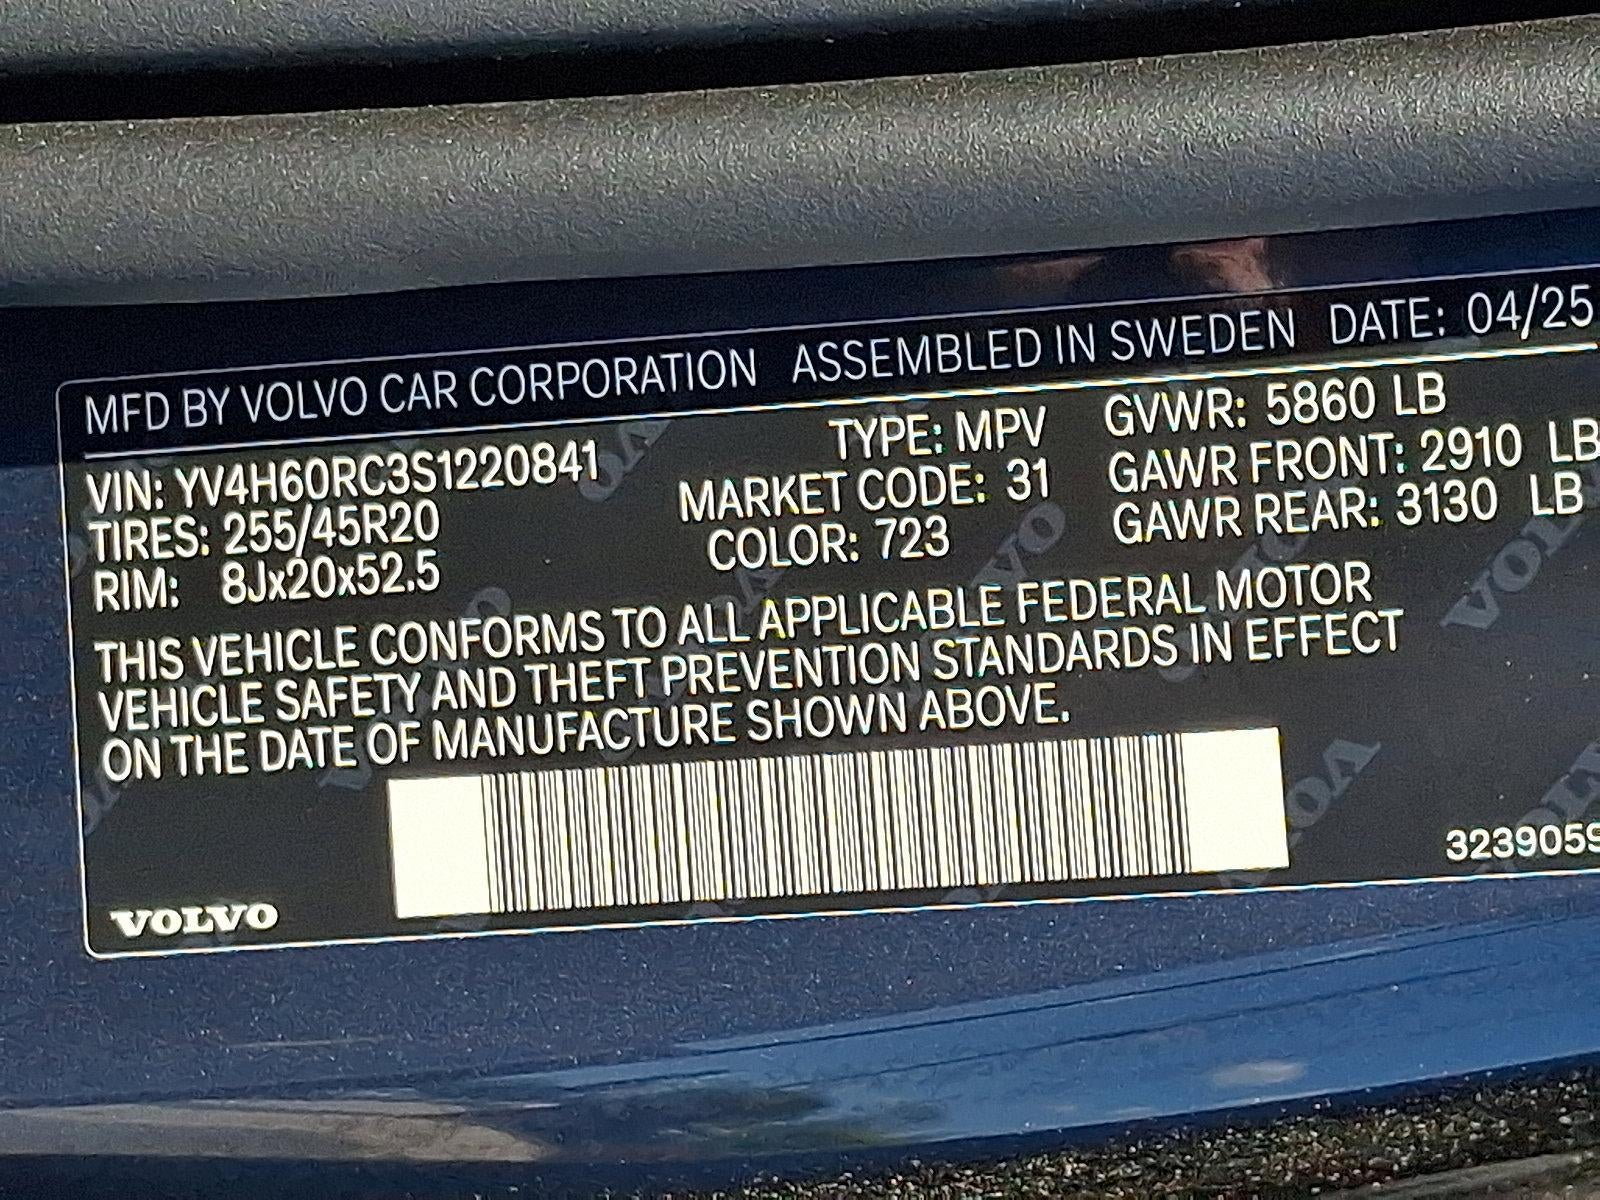 MFD BY VOLVO CAR CORPORATION ASSEMBLED IN SWEDEN DATE: 04/25
VIN: YV4H60RC3S1220841 TYPE: MPV GVWR: 5860 LB
TIRES: 255/45R20 MARKET CODE: 31 GAWR FRONT: 2910 LB
RIM: 8Jx20x52.5 COLOR: 723 GAWR REAR: 3130 LB
THIS VEHICLE CONFORMS TO ALL APPLICABLE FEDERAL MOTOR
VEHICLE SAFETY AND THEFT PREVENTION STANDARDS IN EFFECT
ON THE DATE OF MANUFACTURE SHOWN ABOVE.
VOLVO
3239059